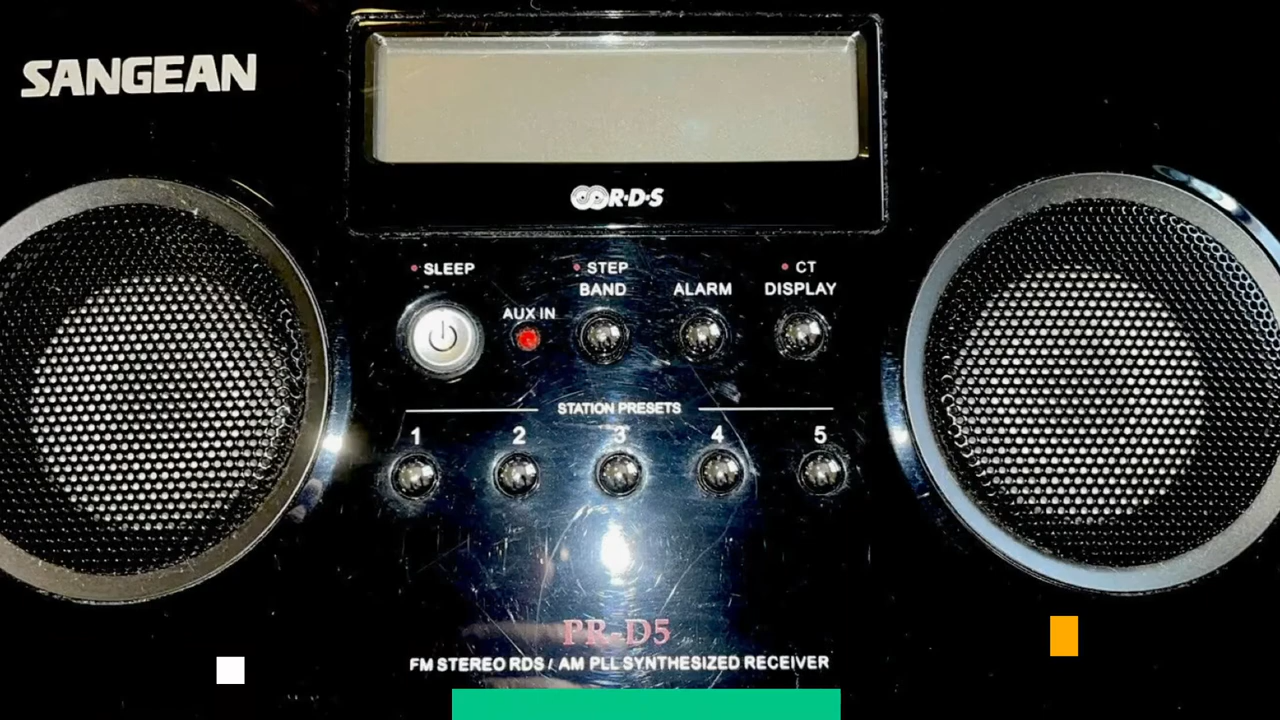 SANGEAN
R·D·S
SLEEP
STEP
CT
BAND
ALARM
DISPLAY
AUX IN
STATION PRESETS
1 2 3 4 5
PR-D5
FM STEREO RDS / AM PLL SYNTHESIZED RECEIVER